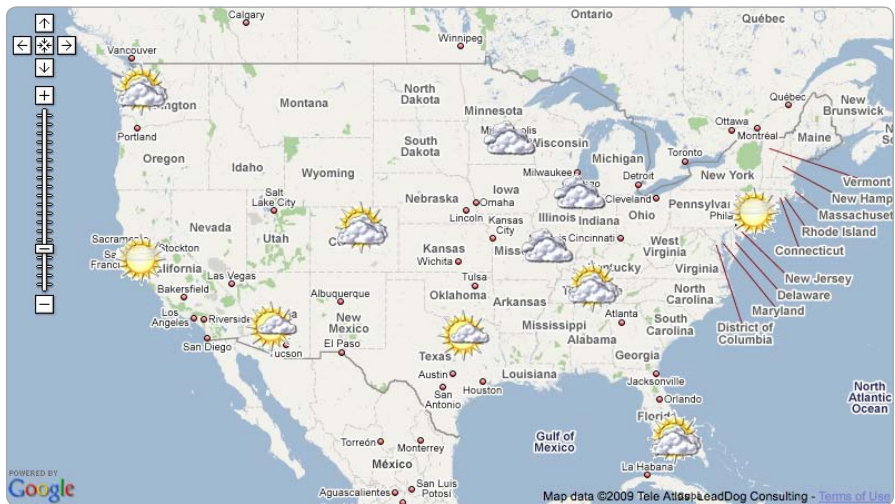 Calgary
Ontario
Québec
Winnipeg
Vancouver
Québec
New
Brunswick
North
Dakota
Montana
Minnesota
Ottawa
Montréal
Maine
Portland
Oregon
South
Dakota
Wisconsin
Michigan
Toronto
Idaho
Wyoming
Milwaukee
Detroit
New York
Vermont
Salt
Lake City
Nebraska
Iowa
Omaha
Cleveland
New Hamp
Massachuset
Lincoln
Illinois
Indiana
Ohio
Rhode Island
Nevada
Utah
Kansas
City
Cincinnati
West
Virginia
Connecticut
Stockton
Kansas
Wichita
Virginia
New Jersey
Las Vegas
Tulsa
Delaware
Bakersfield
Albuquerque
Oklahoma
Arkansas
North
Carolina
Maryland
Los
Angeles
Riverside
New
Mexico
Atlanta
South
Carolina
District of
Columbia
San Diego
Tucson
El Paso
Texas
Mississippi
Alabama
Georgia
Austin
Houston
Louisiana
Jacksonville
San
Antonio
Orlando
North
Atlantic
Ocean
Florid
Gulf of
Mexico
Torreón
Monterrey
México
La Habana
POWERED BY
Google
Aguascalientes
San Luis
Potosí
Map data ©2009 Tele Atlas, LeadDog Consulting - Terms of Use